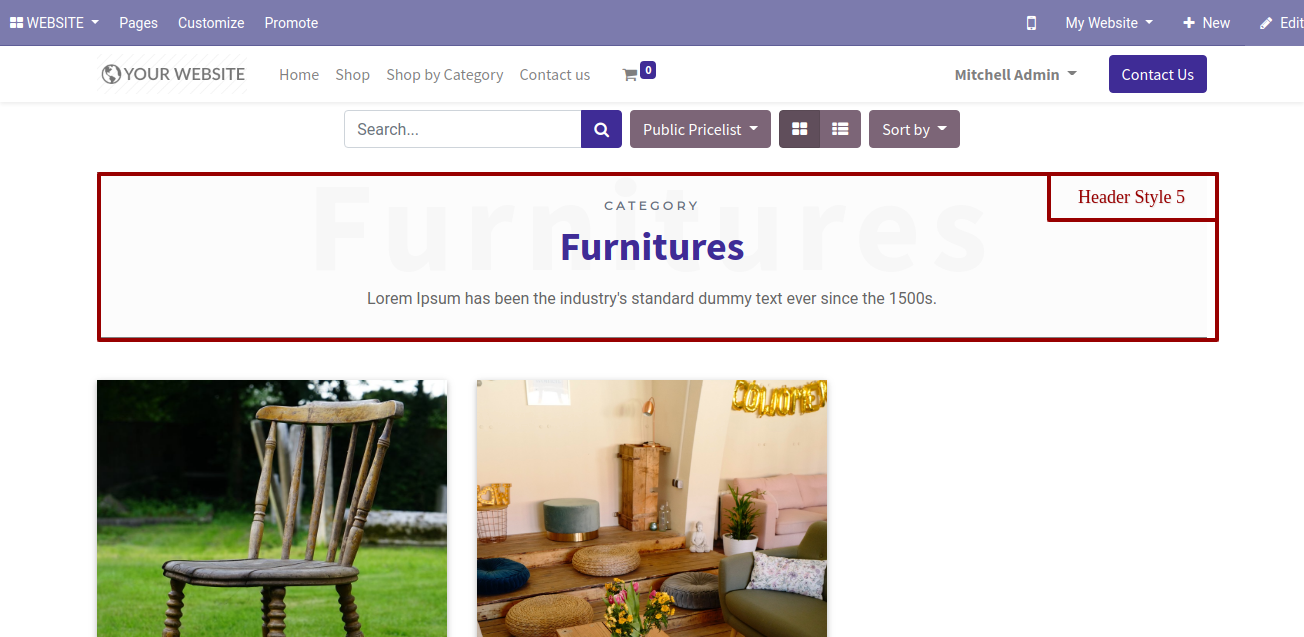 WEBSITE Pages Customize Promote My Website New Edit
YOUR WEBSITE Home Shop Shop by Category Contact us 0 Mitchell Admin Contact Us
Search... Public Pricelist Sort by
Header Style 5
Furnitures
CATEGORY
Furnitures
Lorem Ipsum has been the industry's standard dummy text ever since the 1500s.